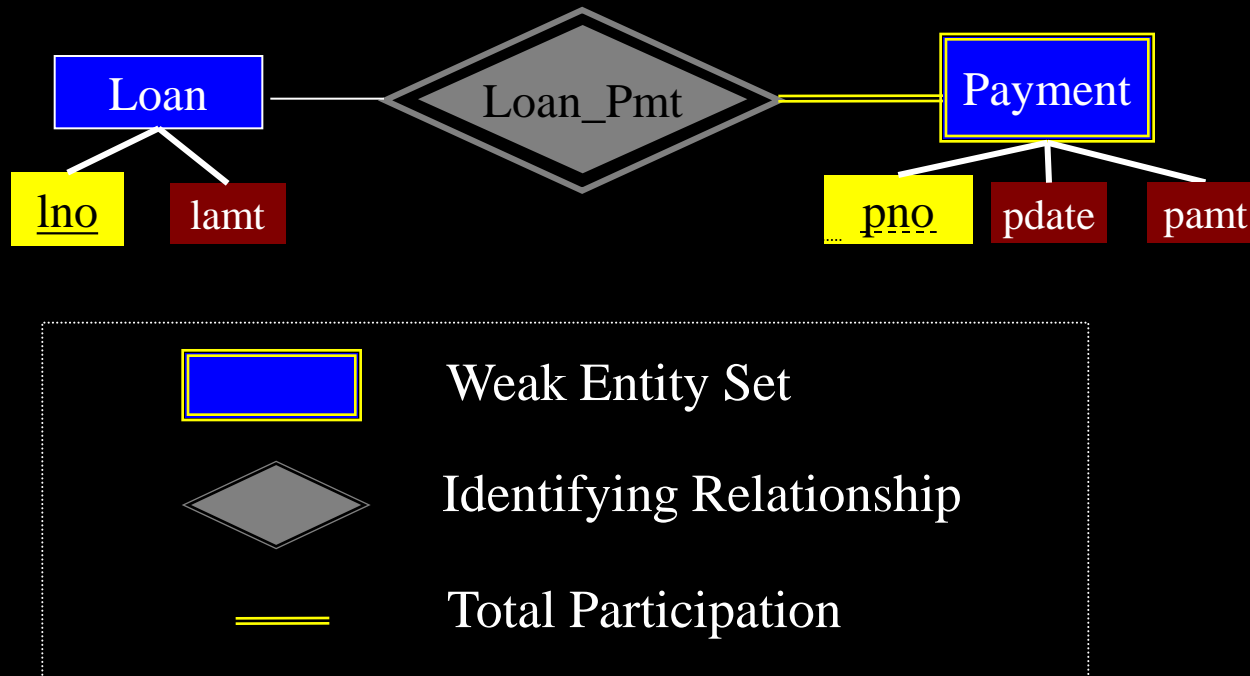 Loan
Loan_Pmt
Payment
lno
lamt
pno
pdate
pamt
Weak Entity Set
Identifying Relationship
Total Participation